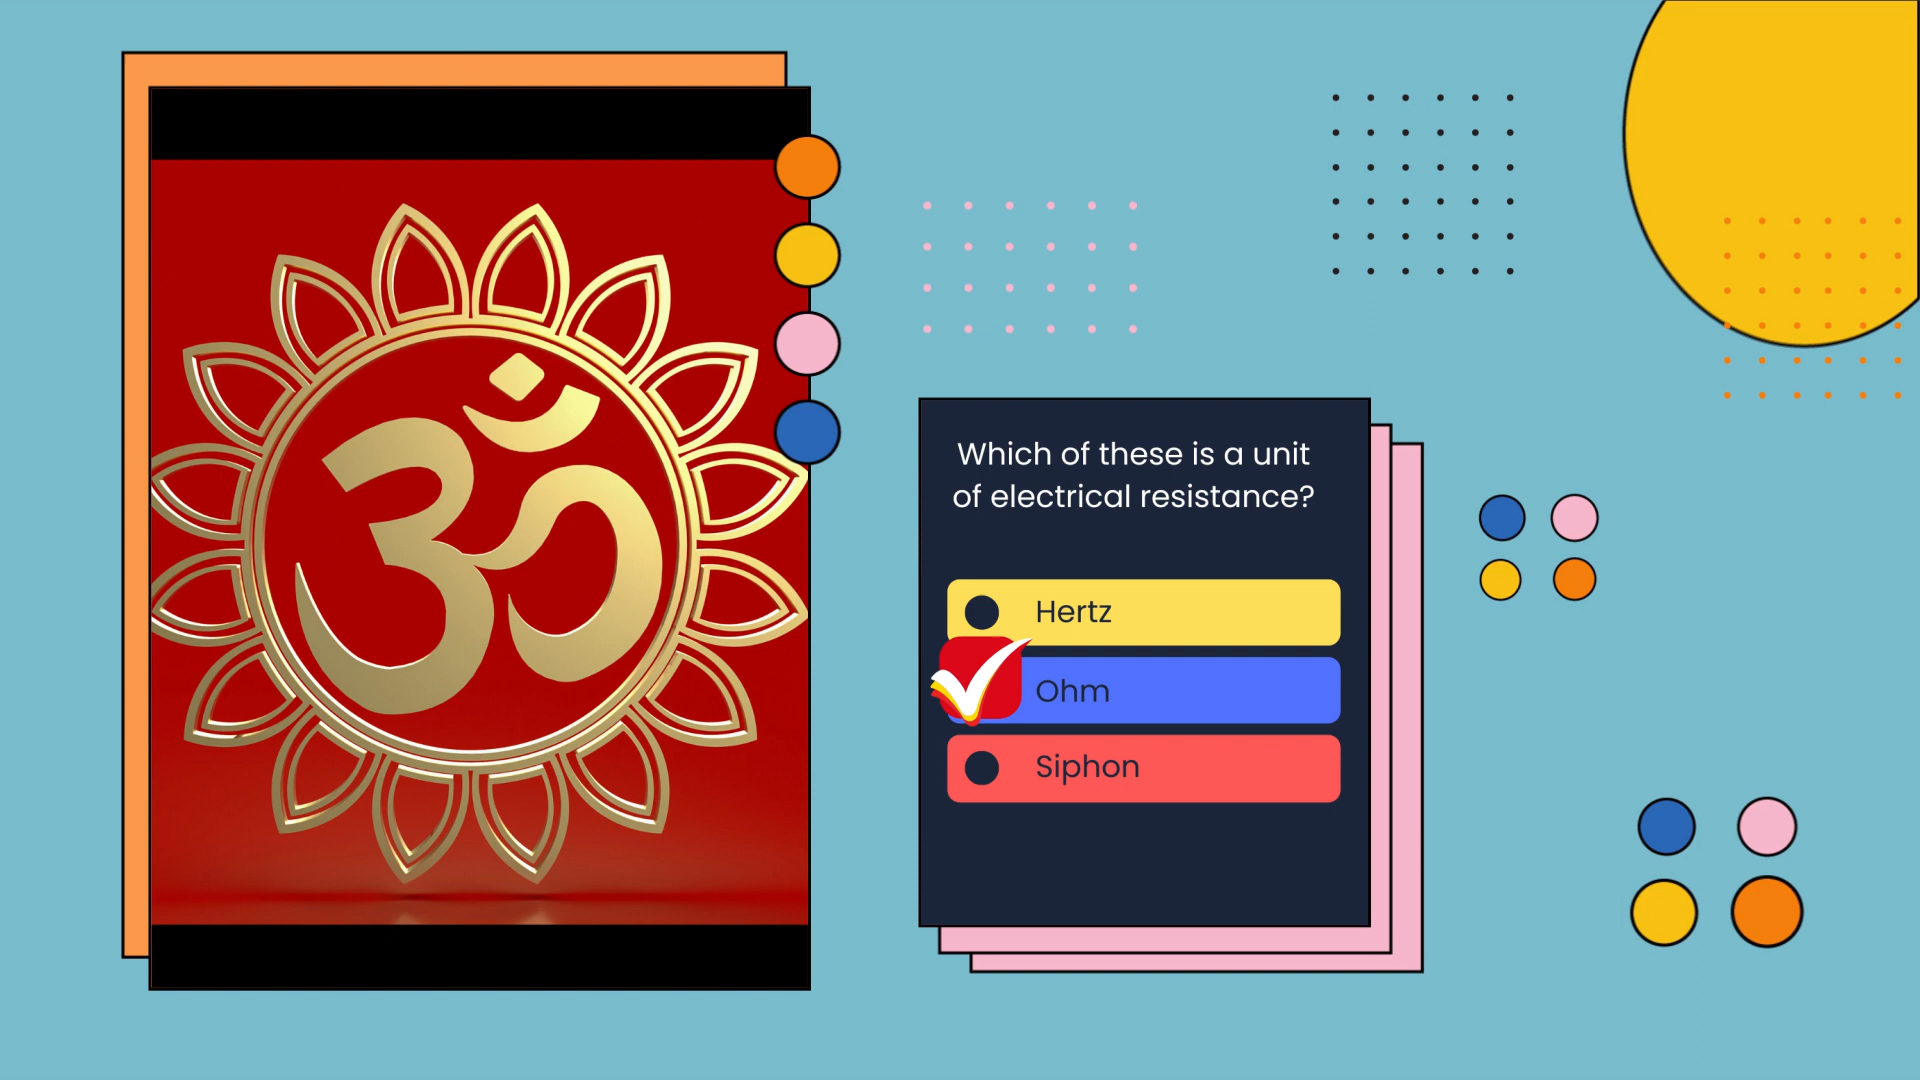 ॐ
Which of these is a unit
of electrical resistance?
Hertz
Ohm
Siphon